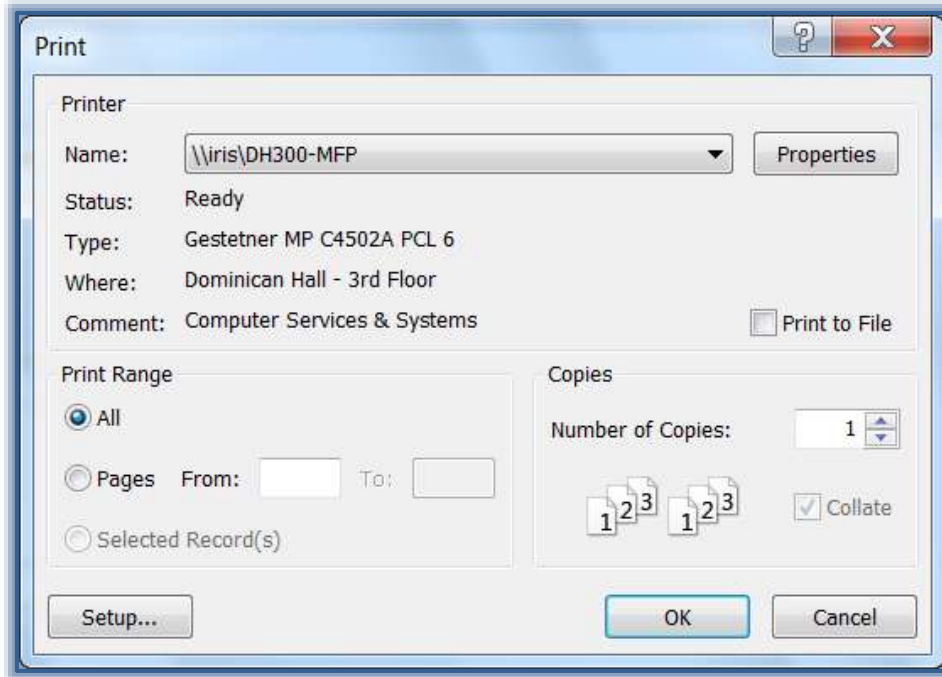 Print
Printer
Name: \\iris\DH300-MFP Properties
Status: Ready
Type: Gestetner MP C4502A PCL 6
Where: Dominican Hall - 3rd Floor
Comment: Computer Services & Systems Print to File
Print Range
All
Pages From: To:
Selected Record(s)
Copies
Number of Copies: 1
1 2 3 1 2 3 Collate
Setup... OK Cancel